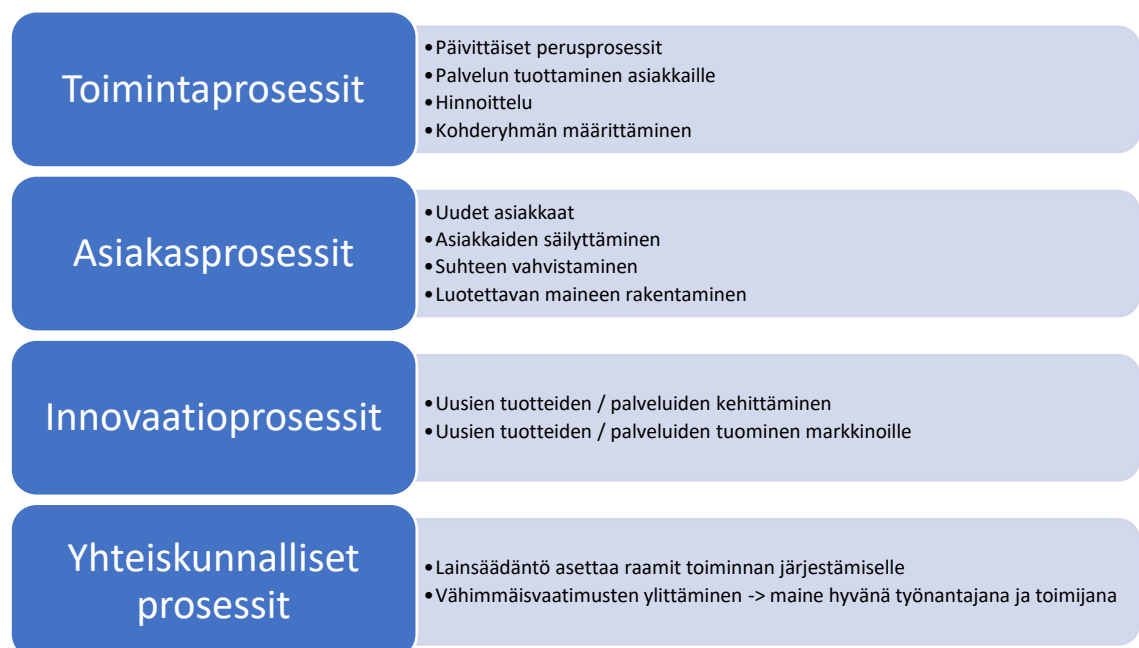 Toimintaprosessit
•Päivittäiset perusprosessit
•Palvelun tuottaminen asiakkaille
•Hinnoittelu
•Kohderyhmän määrittäminen
Asiakasprosessit
•Uudet asiakkaat
•Asiakkaiden säilyttäminen
•Suhteen vahvistaminen
•Luotettavan maineen rakentaminen
Innovaatioprosessit
•Uusien tuotteiden / palveluiden kehittäminen
•Uusien tuotteiden / palveluiden tuominen markkinoille
Yhteiskunnalliset
prosessit
•Lainsäädäntö asettaa raamit toiminnan järjestämiselle
•Vähimmäisvaatimusten ylittäminen -> maine hyvänä työnantajana ja toimijana